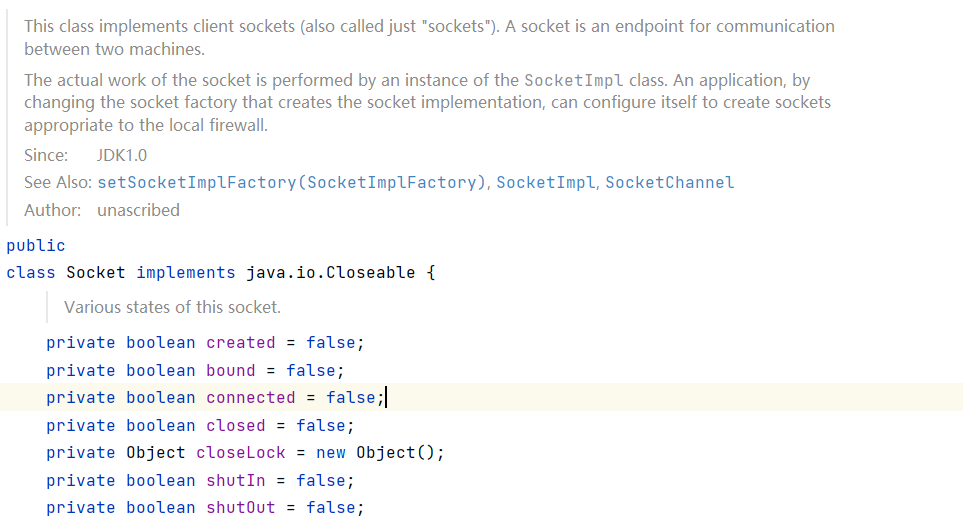 This class implements client sockets (also called just "sockets"). A socket is an endpoint for communication
between two machines.
The actual work of the socket is performed by an instance of the SocketImpl class. An application, by
changing the socket factory that creates the socket implementation, can configure itself to create sockets
appropriate to the local firewall.
Since: JDK1.0
See Also: setSocketImplFactory(SocketImplFactory), SocketImpl, SocketChannel
Author: unascribed
public
class Socket implements java.io.Closeable {
Various states of this socket.
private boolean created = false;
private boolean bound = false;
private boolean connected = false;
private boolean closed = false;
private Object closeLock = new Object();
private boolean shutIn = false;
private boolean shutOut = false;